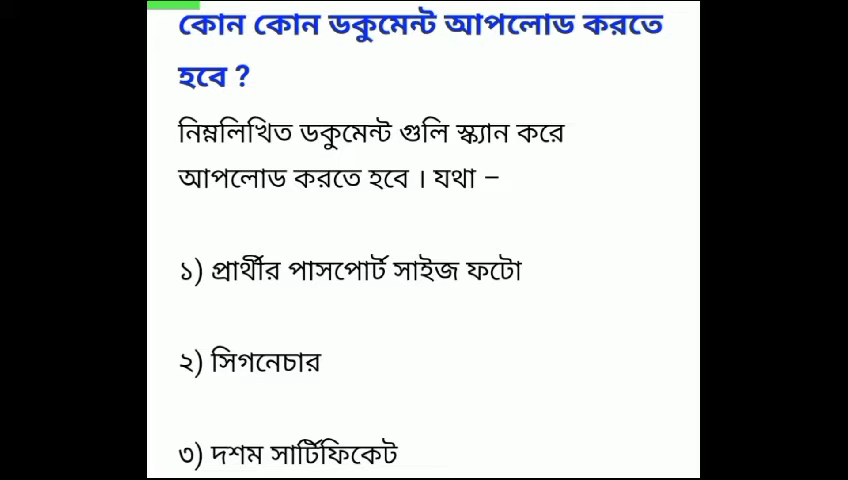 কোন কোন ডকুমেন্ট আপলোড করতে
হবে ?
নিম্নলিখিত ডকুমেন্ট গুলি স্ক্যান করে
আপলোড করতে হবে । যথা –
১) প্রার্থীর পাসপোর্ট সাইজ ফটো
২) সিগনেচার
৩) দশম সার্টিফিকেট